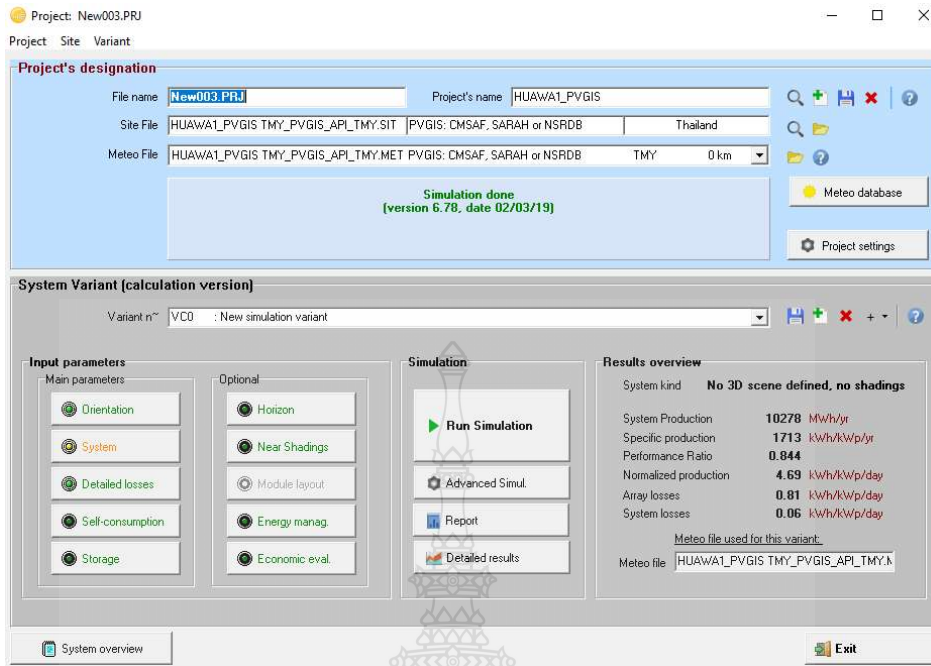 Project: New003.PRJ
Project Site Variant
Project's designation
File name New003.PRJ Project's name HUAWA1_PVGIS
Site File HUAWA1_PVGIS TMY_PVGIS_API_TMY.SIT PVGIS: CMSAF, SARAH or NSRDB Thailand
Meteo File HUAWA1_PVGIS TMY_PVGIS_API_TMY.MET PVGIS: CMSAF, SARAH or NSRDB TMY 0 km
Simulation done
(version 6.78, date 02/03/19)
Meteo database
Project settings
System Variant (calculation version)
Variant n~ VC0 : New simulation variant
Input parameters
Main parameters
Orientation
System
Detailed losses
Self-consumption
Storage
Optional
Horizon
Near Shadings
Module layout
Energy manag.
Economic eval.
Simulation
Run Simulation
Advanced Simul.
Report
Detailed results
Results overview
System kind No 3D scene defined, no shadings
System Production 10278 MWh/yr
Specific production 1713 kWh/kWp/yr
Performance Ratio 0.844
Normalized production 4.69 kWh/kWp/day
Array losses 0.81 kWh/kWp/day
System losses 0.06 kWh/kWp/day
Meteo file used for this variant:
Meteo file HUAWA1_PVGIS TMY_PVGIS_API_TMY.M
System overview
Exit